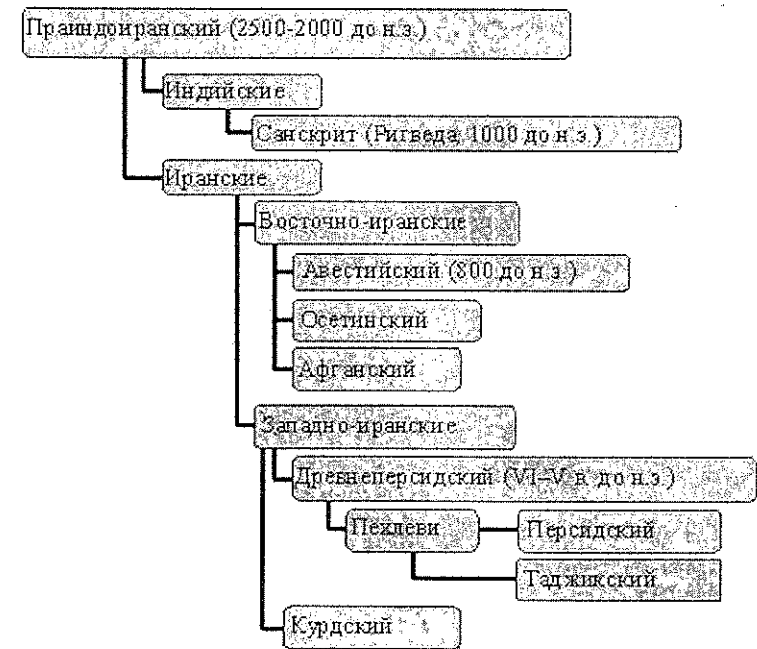 Праиндоиранский (2500-2000 до н.э.)
Индийские
Санскрит (Ригведа, 1000 до н.э.)
Иранские
Восточно-иранские
Авестийский (800 до н.э.)
Осетинский
Афганский
Западно-иранские
Древнеперсидский (VI–V в. до н.э.)
Пехлеви
Персидский
Таджикский
Курдский